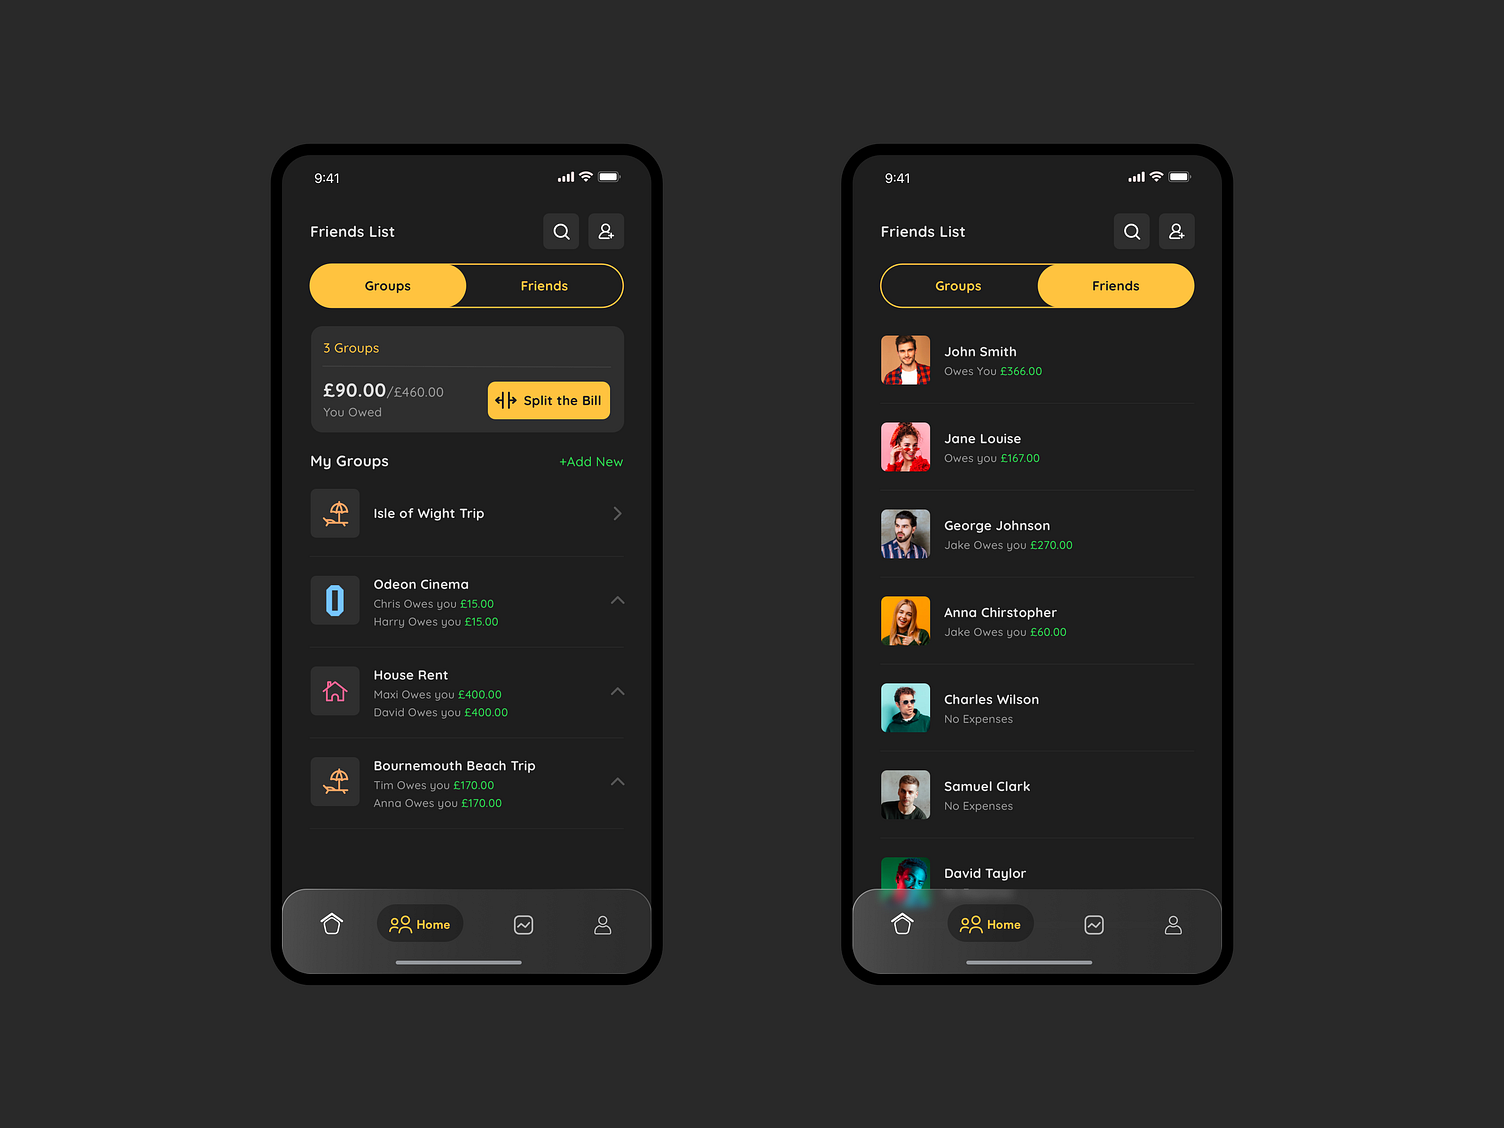 9:41
Friends List
Groups
Friends
3 Groups
£90.00/£460.00
You Owed
Split the Bill
My Groups
+Add New
Isle of Wight Trip
Odeon Cinema
Chris Owes you £15.00
Harry Owes you £15.00
House Rent
Maxi Owes you £400.00
David Owes you £400.00
Bournemouth Beach Trip
Tim Owes you £170.00
Anna Owes you £170.00
Home
9:41
Friends List
Groups
Friends
John Smith
Owes You £366.00
Jane Louise
Owes you £167.00
George Johnson
Jake Owes you £270.00
Anna Chirstopher
Jake Owes you £60.00
Charles Wilson
No Expenses
Samuel Clark
No Expenses
David Taylor
Home